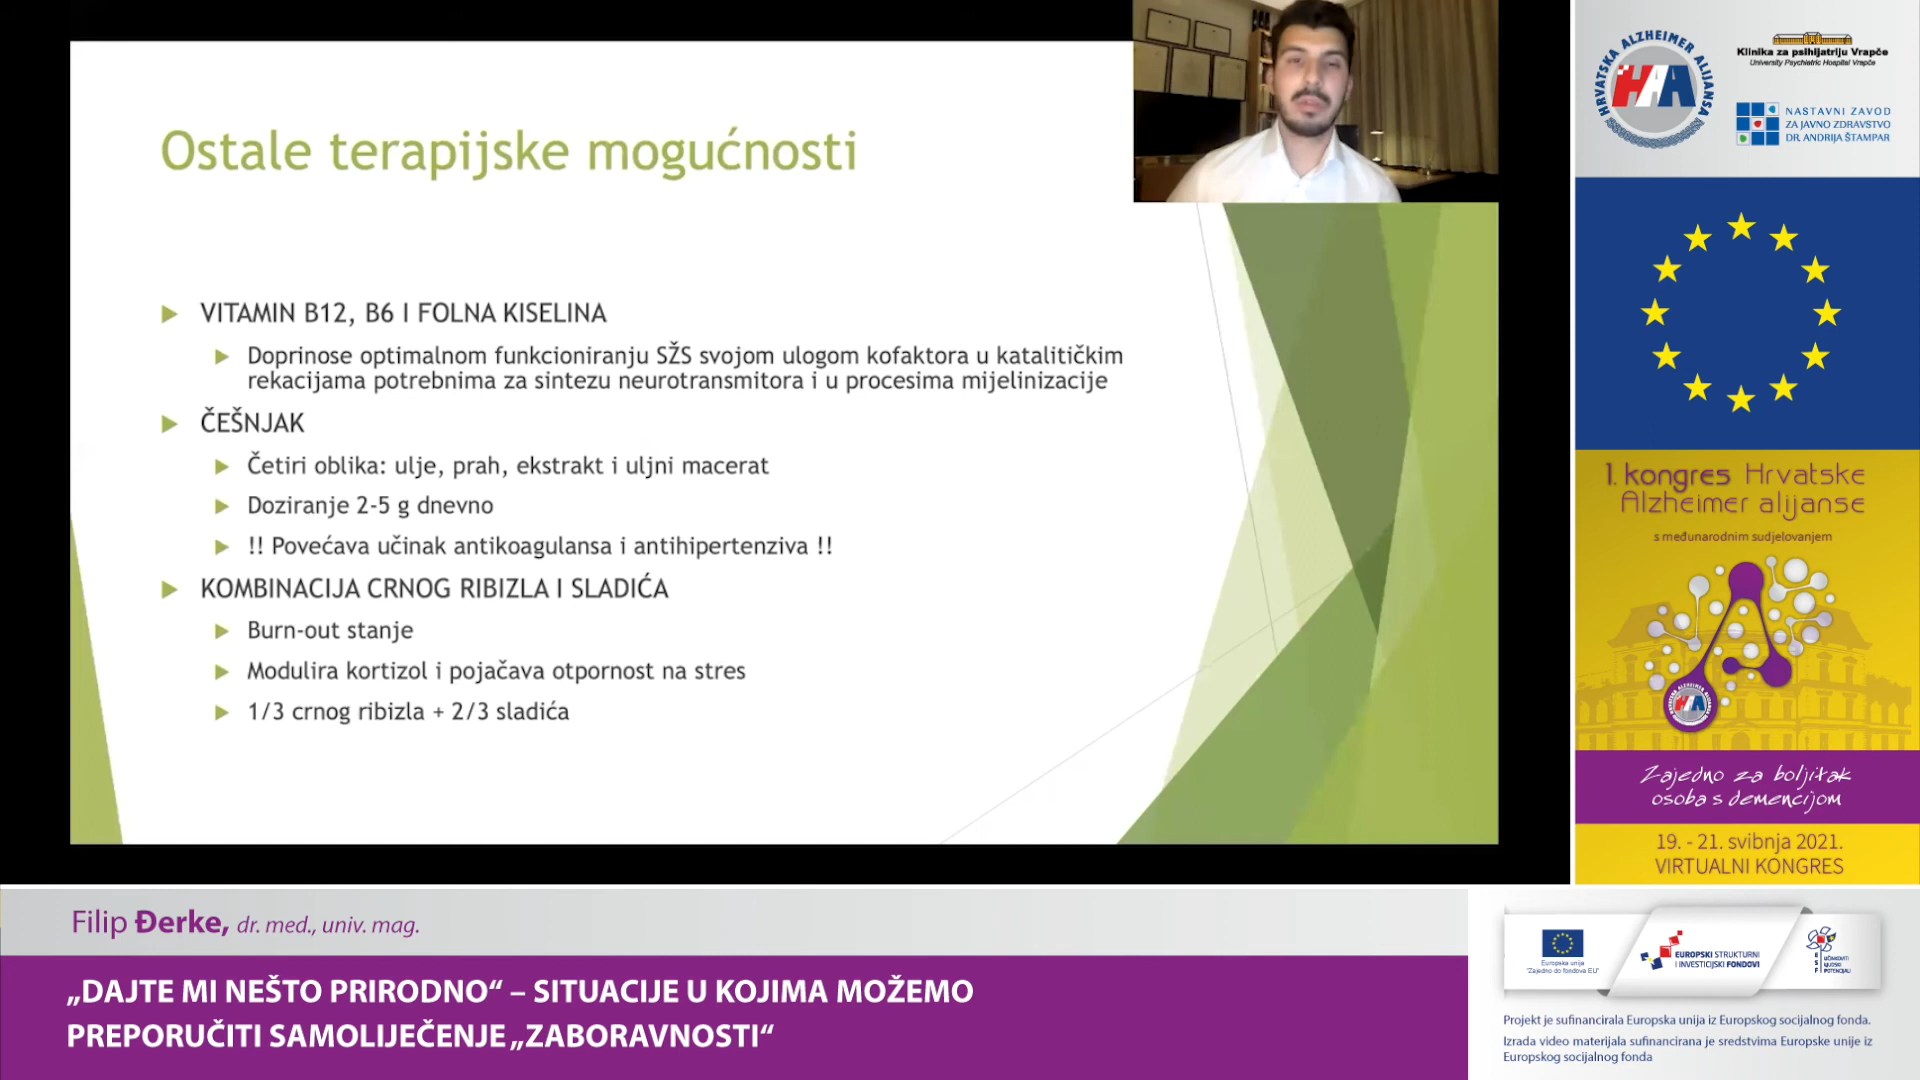 Ostale terapijske mogućnosti
VITAMIN B12, B6 I FOLNA KISELINA
Doprinose optimalnom funkcioniranju SŽS svojom ulogom kofaktora u katalitičkim
rekacijama potrebnima za sintezu neurotransmitora i u procesima mijelinizacije
ČEŠNJAK
Četiri oblika: ulje, prah, ekstrakt i uljni macerat
Doziranje 2-5 g dnevno
!! Povećava učinak antikoagulansa i antihipertenziva !!
KOMBINACIJA CRNOG RIBIZLA I SLADIĆA
Burn-out stanje
Modulira kortizol i pojačava otpornost na stres
1/3 crnog ribizla + 2/3 sladića
HRVATSKA ALZHEIMER ALIJANSA
HAA
Klinika za psihijatriju Vrapče
University Psychiatric Hospital Vrapče
NASTAVNI ZAVOD
ZA JAVNO ZDRAVSTVO
DR. ANDRIJA ŠTAMPAR
1. kongres Hrvatske
Alzheimer alijanse
s međunarodnim sudjelovanjem
Zajedno za boljitak
osoba s demencijom
19. - 21. svibnja 2021.
VIRTUALNI KONGRES
Filip Đerke, dr. med., univ. mag.
„DAJTE MI NEŠTO PRIRODNO“ – SITUACIJE U KOJIMA MOŽEMO
PREPORUČITI SAMOLIJEČENJE „ZABORAVNOSTI“
Europska unija
"Zajedno do fondova EU"
EUROPSKI STRUKTURNI
I INVESTICIJSKI FONDOVI
ESF
UČINKOVITI
LJUDSKI
POTENCIJALI
Projekt je sufinancirala Europska unija iz Europskog socijalnog fonda.
Izrada video materijala sufinancirana je sredstvima Europske unije iz
Europskog socijalnog fonda